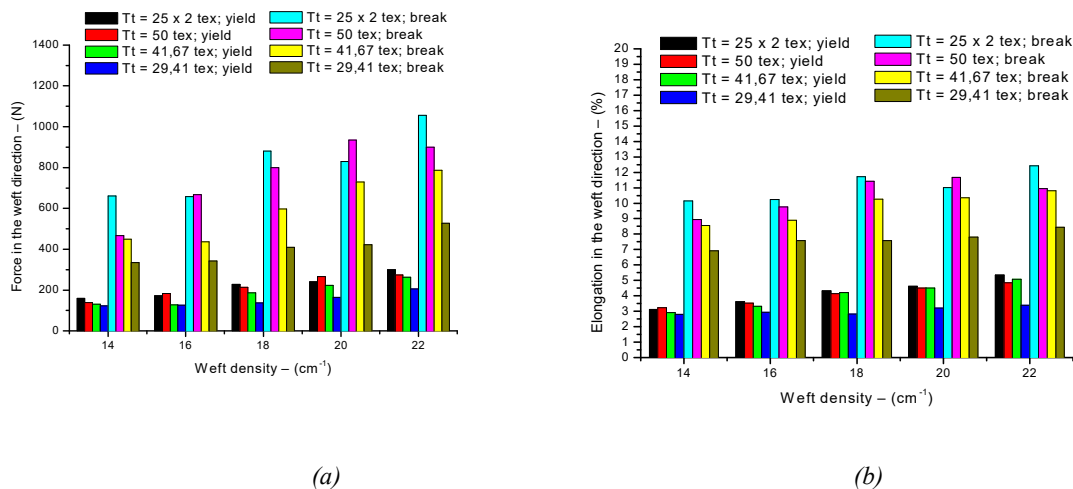 Tt = 25 x 2 tex; yield
Tt = 50 tex; yield
Tt = 41,67 tex; yield
Tt = 29,41 tex; yield
Tt = 25 x 2 tex; break
Tt = 50 tex; break
Tt = 41,67 tex; break
Tt = 29,41 tex; break
Force in the weft direction – (N)
1400
1200
1000
800
600
400
200
0
14 16 18 20 22
Weft density – (cm⁻¹)
(a)
Tt = 25 x 2 tex; yield
Tt = 50 tex; yield
Tt = 41,67 tex; yield
Tt = 29,41 tex; yield
Tt = 25 x 2 tex; break
Tt = 50 tex; break
Tt = 41,67 tex; break
Tt = 29,41 tex; break
Elongation in the weft direction – (%)
20
19
18
17
16
15
14
13
12
11
10
9
8
7
6
5
4
3
2
1
0
14 16 18 20 22
Weft density – (cm⁻¹)
(b)